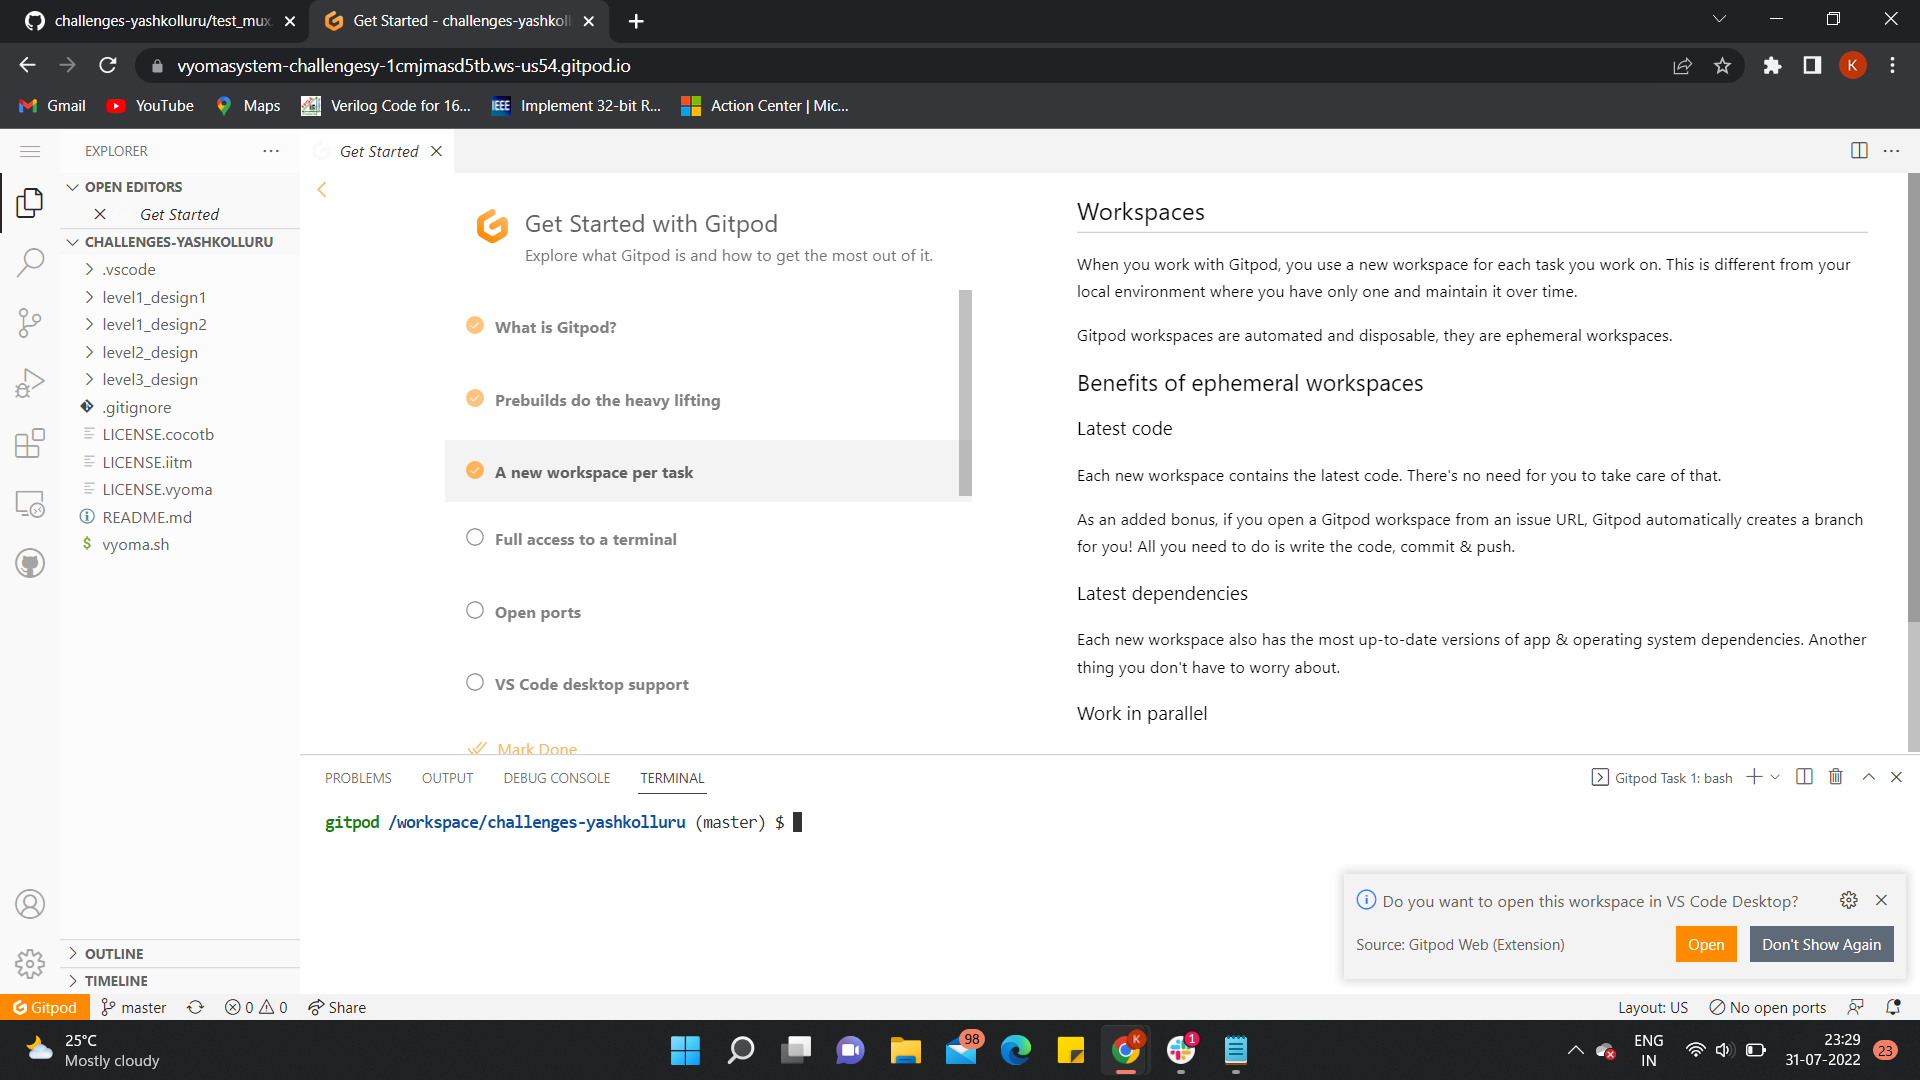 challenges-yashkolluru/test_mux
Get Started - challenges-yashkoll
vyomasystem-challengesy-1cmjmasd5tb.ws-us54.gitpod.io
K
Gmail
YouTube
Maps
Verilog Code for 16...
IEEE
Implement 32-bit R...
Action Center | Mic...
EXPLORER
Get Started
OPEN EDITORS
Get Started
CHALLENGES-YASHKOLLURU
.vscode
level1_design1
level1_design2
level2_design
level3_design
.gitignore
LICENSE.cocotb
LICENSE.iitm
LICENSE.vyoma
README.md
$ vyoma.sh
OUTLINE
TIMELINE
Get Started with Gitpod
Explore what Gitpod is and how to get the most out of it.
What is Gitpod?
Prebuilds do the heavy lifting
A new workspace per task
Full access to a terminal
Open ports
VS Code desktop support
Mark Done
Workspaces
When you work with Gitpod, you use a new workspace for each task you work on. This is different from your
local environment where you have only one and maintain it over time.
Gitpod workspaces are automated and disposable, they are ephemeral workspaces.
Benefits of ephemeral workspaces
Latest code
Each new workspace contains the latest code. There's no need for you to take care of that.
As an added bonus, if you open a Gitpod workspace from an issue URL, Gitpod automatically creates a branch
for you! All you need to do is write the code, commit & push.
Latest dependencies
Each new workspace also has the most up-to-date versions of app & operating system dependencies. Another
thing you don't have to worry about.
Work in parallel
PROBLEMS
OUTPUT
DEBUG CONSOLE
TERMINAL
Gitpod Task 1: bash
gitpod /workspace/challenges-yashkolluru (master) $
Do you want to open this workspace in VS Code Desktop?
Source: Gitpod Web (Extension)
Open
Don't Show Again
Gitpod
master
0
0
Share
Layout: US
No open ports
25°C
Mostly cloudy
98
K
1
ENG
IN
23:29
31-07-2022
23